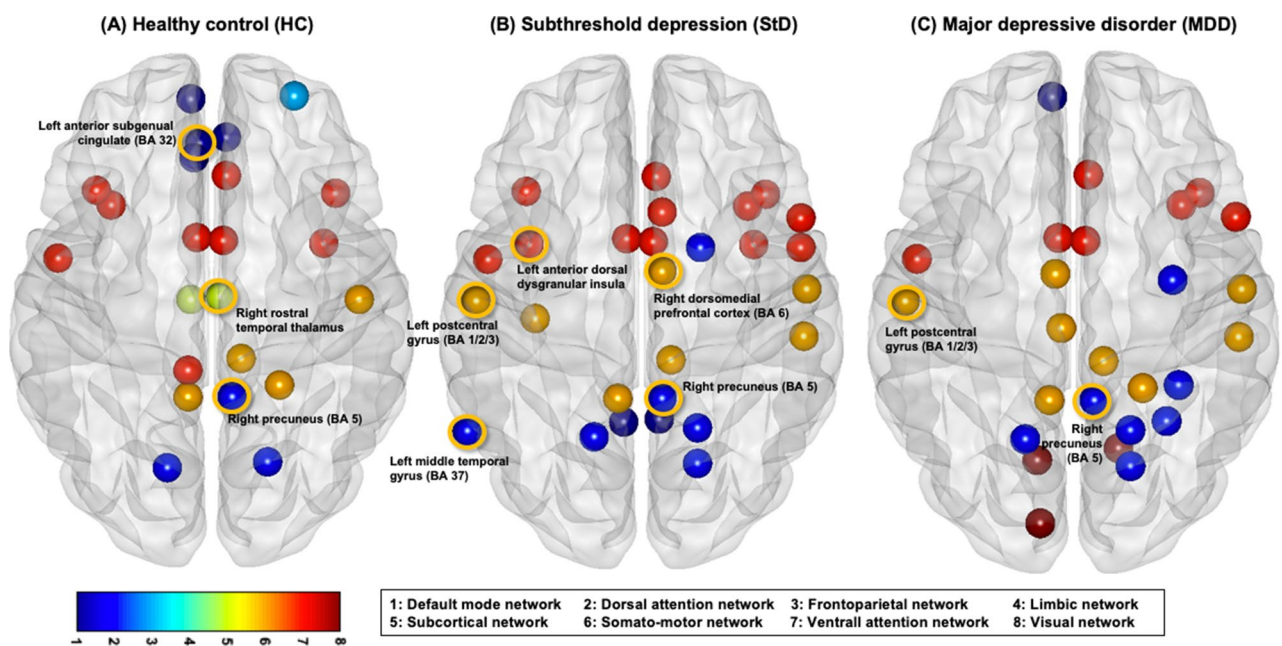 (A) Healthy control (HC)
(B) Subthreshold depression (StD)
(C) Major depressive disorder (MDD)
Left anterior subgenual
cingulate (BA 32)
Right rostral
temporal thalamus
Right precuneus (BA 5)
Left anterior dorsal
dysgranular insula
Right dorsomedial
prefrontal cortex (BA 6)
Left postcentral
gyrus (BA 1/2/3)
Right precuneus (BA 5)
Left middle temporal
gyrus (BA 37)
Left postcentral
gyrus (BA 1/2/3)
Right
precuneus
(BA 5)
1 2 3 4 5 6 7 8
1: Default mode network 2: Dorsal attention network 3: Frontoparietal network 4: Limbic network
5: Subcortical network 6: Somato-motor network 7: Ventrall attention network 8: Visual network